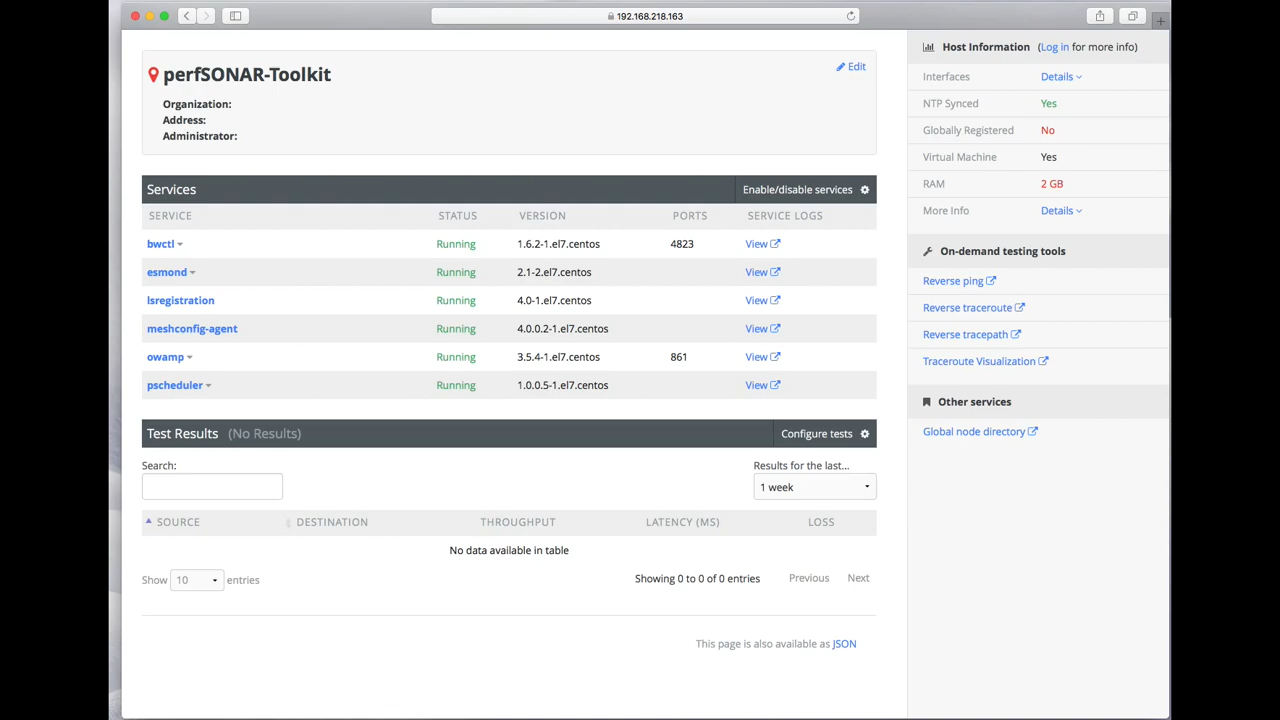 192.168.218.163
perfSONAR-Toolkit
Edit
Organization:
Address:
Administrator:
Services
Enable/disable services
SERVICE STATUS VERSION PORTS SERVICE LOGS
bwctl Running 1.6.2-1.el7.centos 4823 View
esmond Running 2.1-2.el7.centos View
lsregistration Running 4.0-1.el7.centos View
meshconfig-agent Running 4.0.0.2-1.el7.centos View
owamp Running 3.5.4-1.el7.centos 861 View
pscheduler Running 1.0.0.5-1.el7.centos View
Test Results (No Results) Configure tests
Search:
Results for the last...
1 week
SOURCE DESTINATION THROUGHPUT LATENCY (MS) LOSS
No data available in table
Show 10 entries
Showing 0 to 0 of 0 entries Previous Next
This page is also available as JSON
Host Information (Log in for more info)
Interfaces Details
NTP Synced Yes
Globally Registered No
Virtual Machine Yes
RAM 2 GB
More Info Details
On-demand testing tools
Reverse ping
Reverse traceroute
Reverse tracepath
Traceroute Visualization
Other services
Global node directory